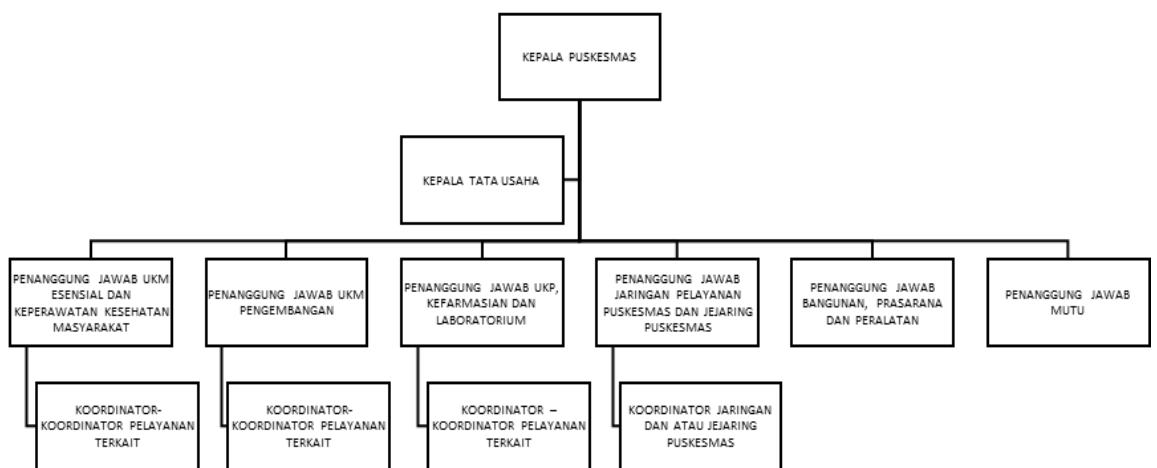 KEPALA PUSKESMAS
KEPALA TATA USAHA
PENANGGUNG JAWAB UKM
ESENSIAL DAN
KEPERAWATAN KESEHATAN
MASYARAKAT
PENANGGUNG JAWAB UKM
PENGEMBANGAN
PENANGGUNG JAWAB UKP,
KEFARMASIAN DAN
LABORATORIUM
PENANGGUNG JAWAB
JARINGAN PELAYANAN
PUSKESMAS DAN JEJARING
PUSKESMAS
PENANGGUNG JAWAB
BANGUNAN, PRASARANA
DAN PERALATAN
PENANGGUNG JAWAB
MUTU
KOORDINATOR-
KOORDINATOR PELAYANAN
TERKAIT
KOORDINATOR-
KOORDINATOR PELAYANAN
TERKAIT
KOORDINATOR –
KOORDINATOR PELAYANAN
TERKAIT
KOORDINATOR JARINGAN
DAN ATAU JEJARING
PUSKESMAS